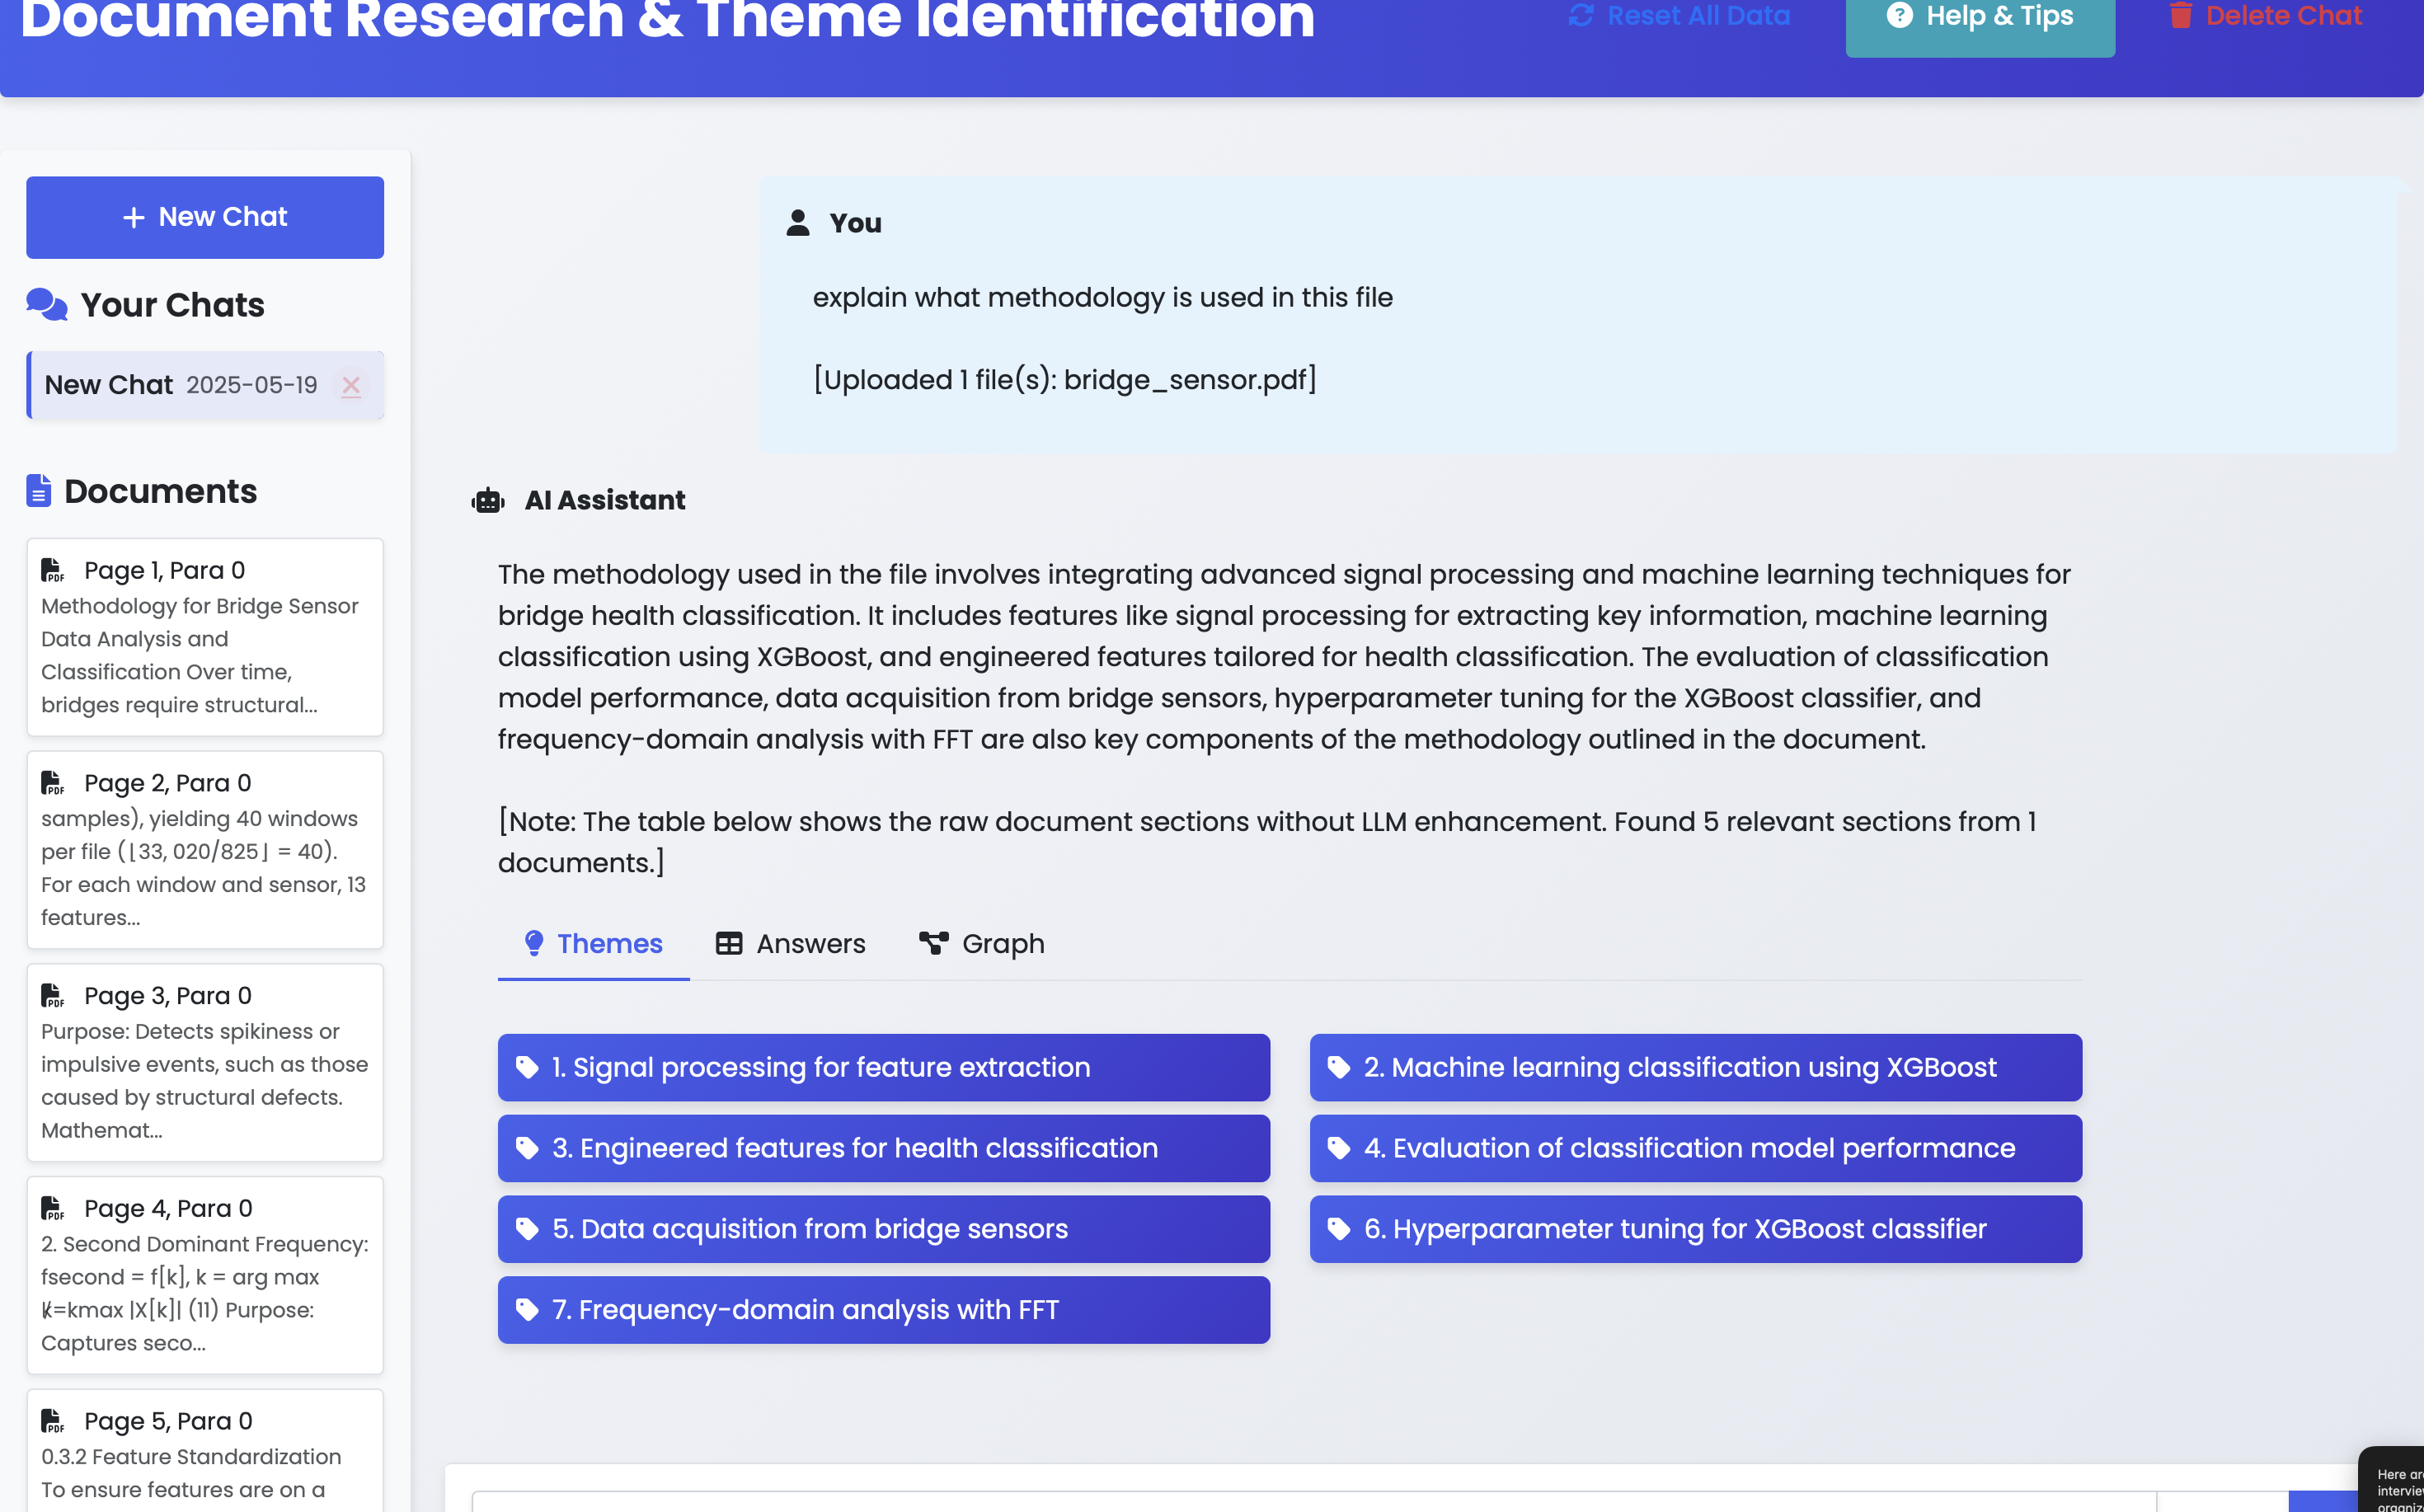 Document Research & Theme Identification
Reset All Data
Help & Tips
Delete Chat
+ New Chat
Your Chats
New Chat 2025-05-19
Documents
Page 1, Para 0
Methodology for Bridge Sensor
Data Analysis and
Classification Over time,
bridges require structural...
Page 2, Para 0
samples), yielding 40 windows
per file (⌊33, 020/825⌋ = 40).
For each window and sensor, 13
features...
Page 3, Para 0
Purpose: Detects spikiness or
impulsive events, such as those
caused by structural defects.
Mathemat...
Page 4, Para 0
2. Second Dominant Frequency:
fsecond = f[k], k = arg max
k̸=kmax |X[k]| (11) Purpose:
Captures seco...
Page 5, Para 0
0.3.2 Feature Standardization
To ensure features are on a
You
explain what methodology is used in this file
[Uploaded 1 file(s): bridge_sensor.pdf]
AI Assistant
The methodology used in the file involves integrating advanced signal processing and machine learning techniques for
bridge health classification. It includes features like signal processing for extracting key information, machine learning
classification using XGBoost, and engineered features tailored for health classification. The evaluation of classification
model performance, data acquisition from bridge sensors, hyperparameter tuning for the XGBoost classifier, and
frequency-domain analysis with FFT are also key components of the methodology outlined in the document.
[Note: The table below shows the raw document sections without LLM enhancement. Found 5 relevant sections from 1
documents.]
Themes
Answers
Graph
1. Signal processing for feature extraction
2. Machine learning classification using XGBoost
3. Engineered features for health classification
4. Evaluation of classification model performance
5. Data acquisition from bridge sensors
6. Hyperparameter tuning for XGBoost classifier
7. Frequency-domain analysis with FFT
Here